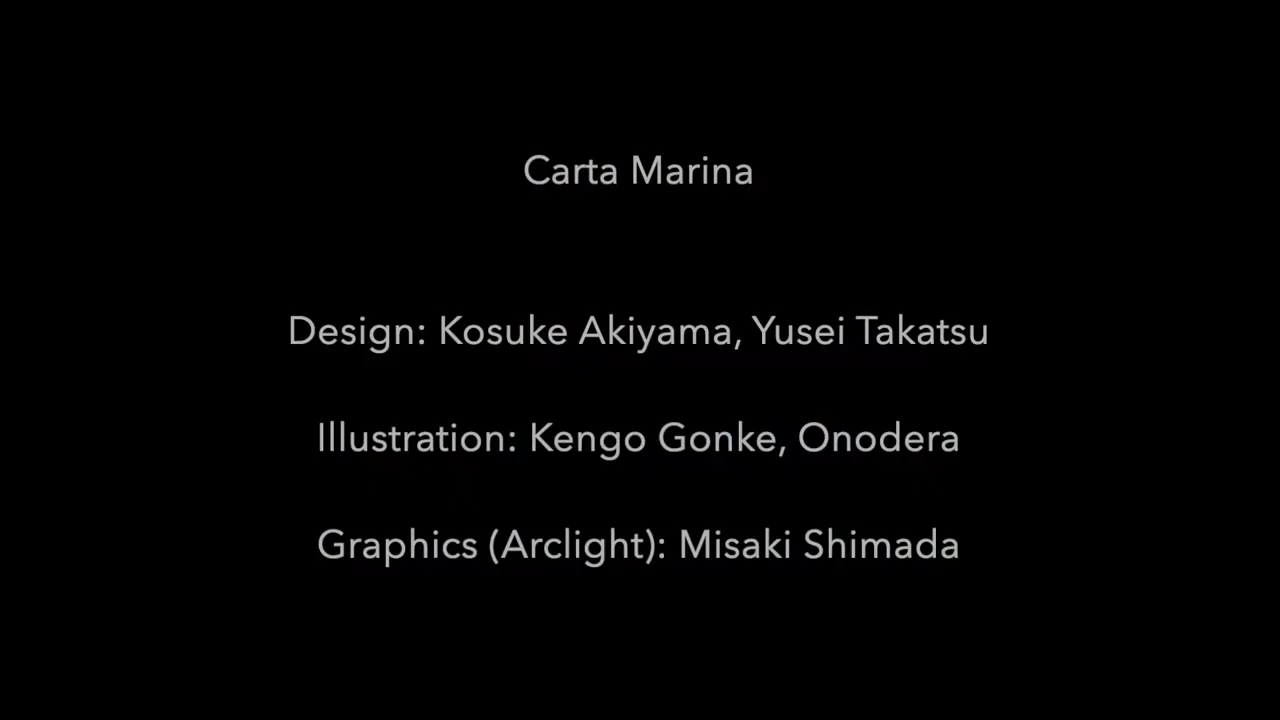 Carta Marina
Design: Kosuke Akiyama, Yusei Takatsu
Illustration: Kengo Gonke, Onodera
Graphics (Arclight): Misaki Shimada